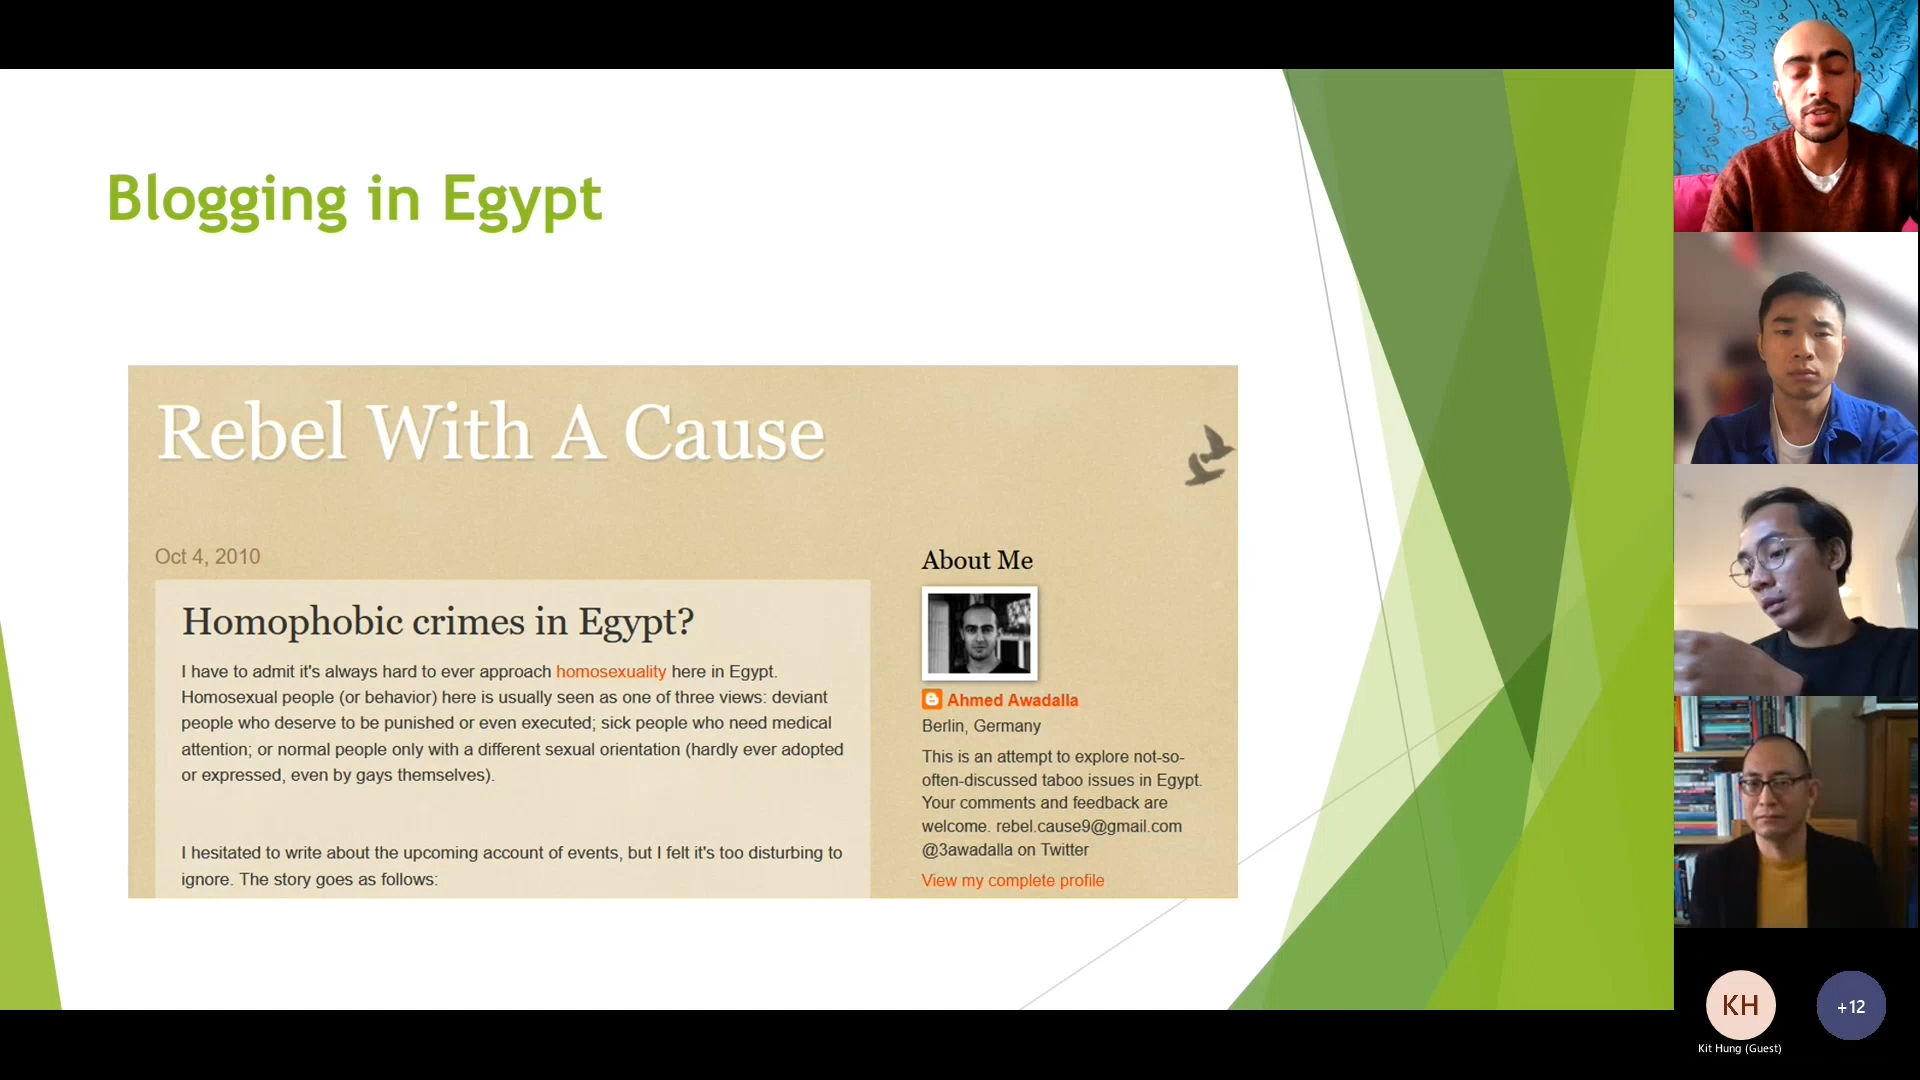 Blogging in Egypt
Rebel With A Cause
Oct 4, 2010
Homophobic crimes in Egypt?
I have to admit it's always hard to ever approach homosexuality here in Egypt.
Homosexual people (or behavior) here is usually seen as one of three views: deviant
people who deserve to be punished or even executed; sick people who need medical
attention; or normal people only with a different sexual orientation (hardly ever adopted
or expressed, even by gays themselves).
I hesitated to write about the upcoming account of events, but I felt it's too disturbing to
ignore. The story goes as follows:
About Me
Ahmed Awadalla
Berlin, Germany
This is an attempt to explore not-so-
often-discussed taboo issues in Egypt.
Your comments and feedback are
welcome. rebel.cause9@gmail.com
@3awadalla on Twitter
View my complete profile
KH
+12
Kit Hung (Guest)